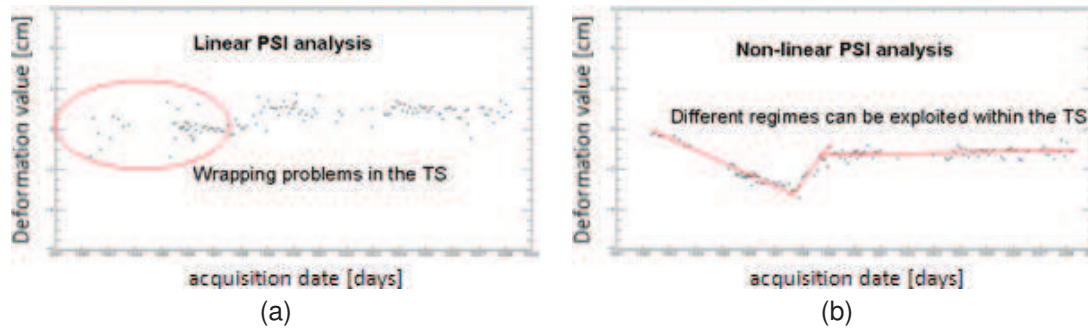 Linear PSI analysis
Wrapping problems in the TS
Deformation value [cm]
acquisition date [days]
(a)
Non-linear PSI analysis
Different regimes can be exploited within the TS
Deformation value [cm]
acquisition date [days]
(b)